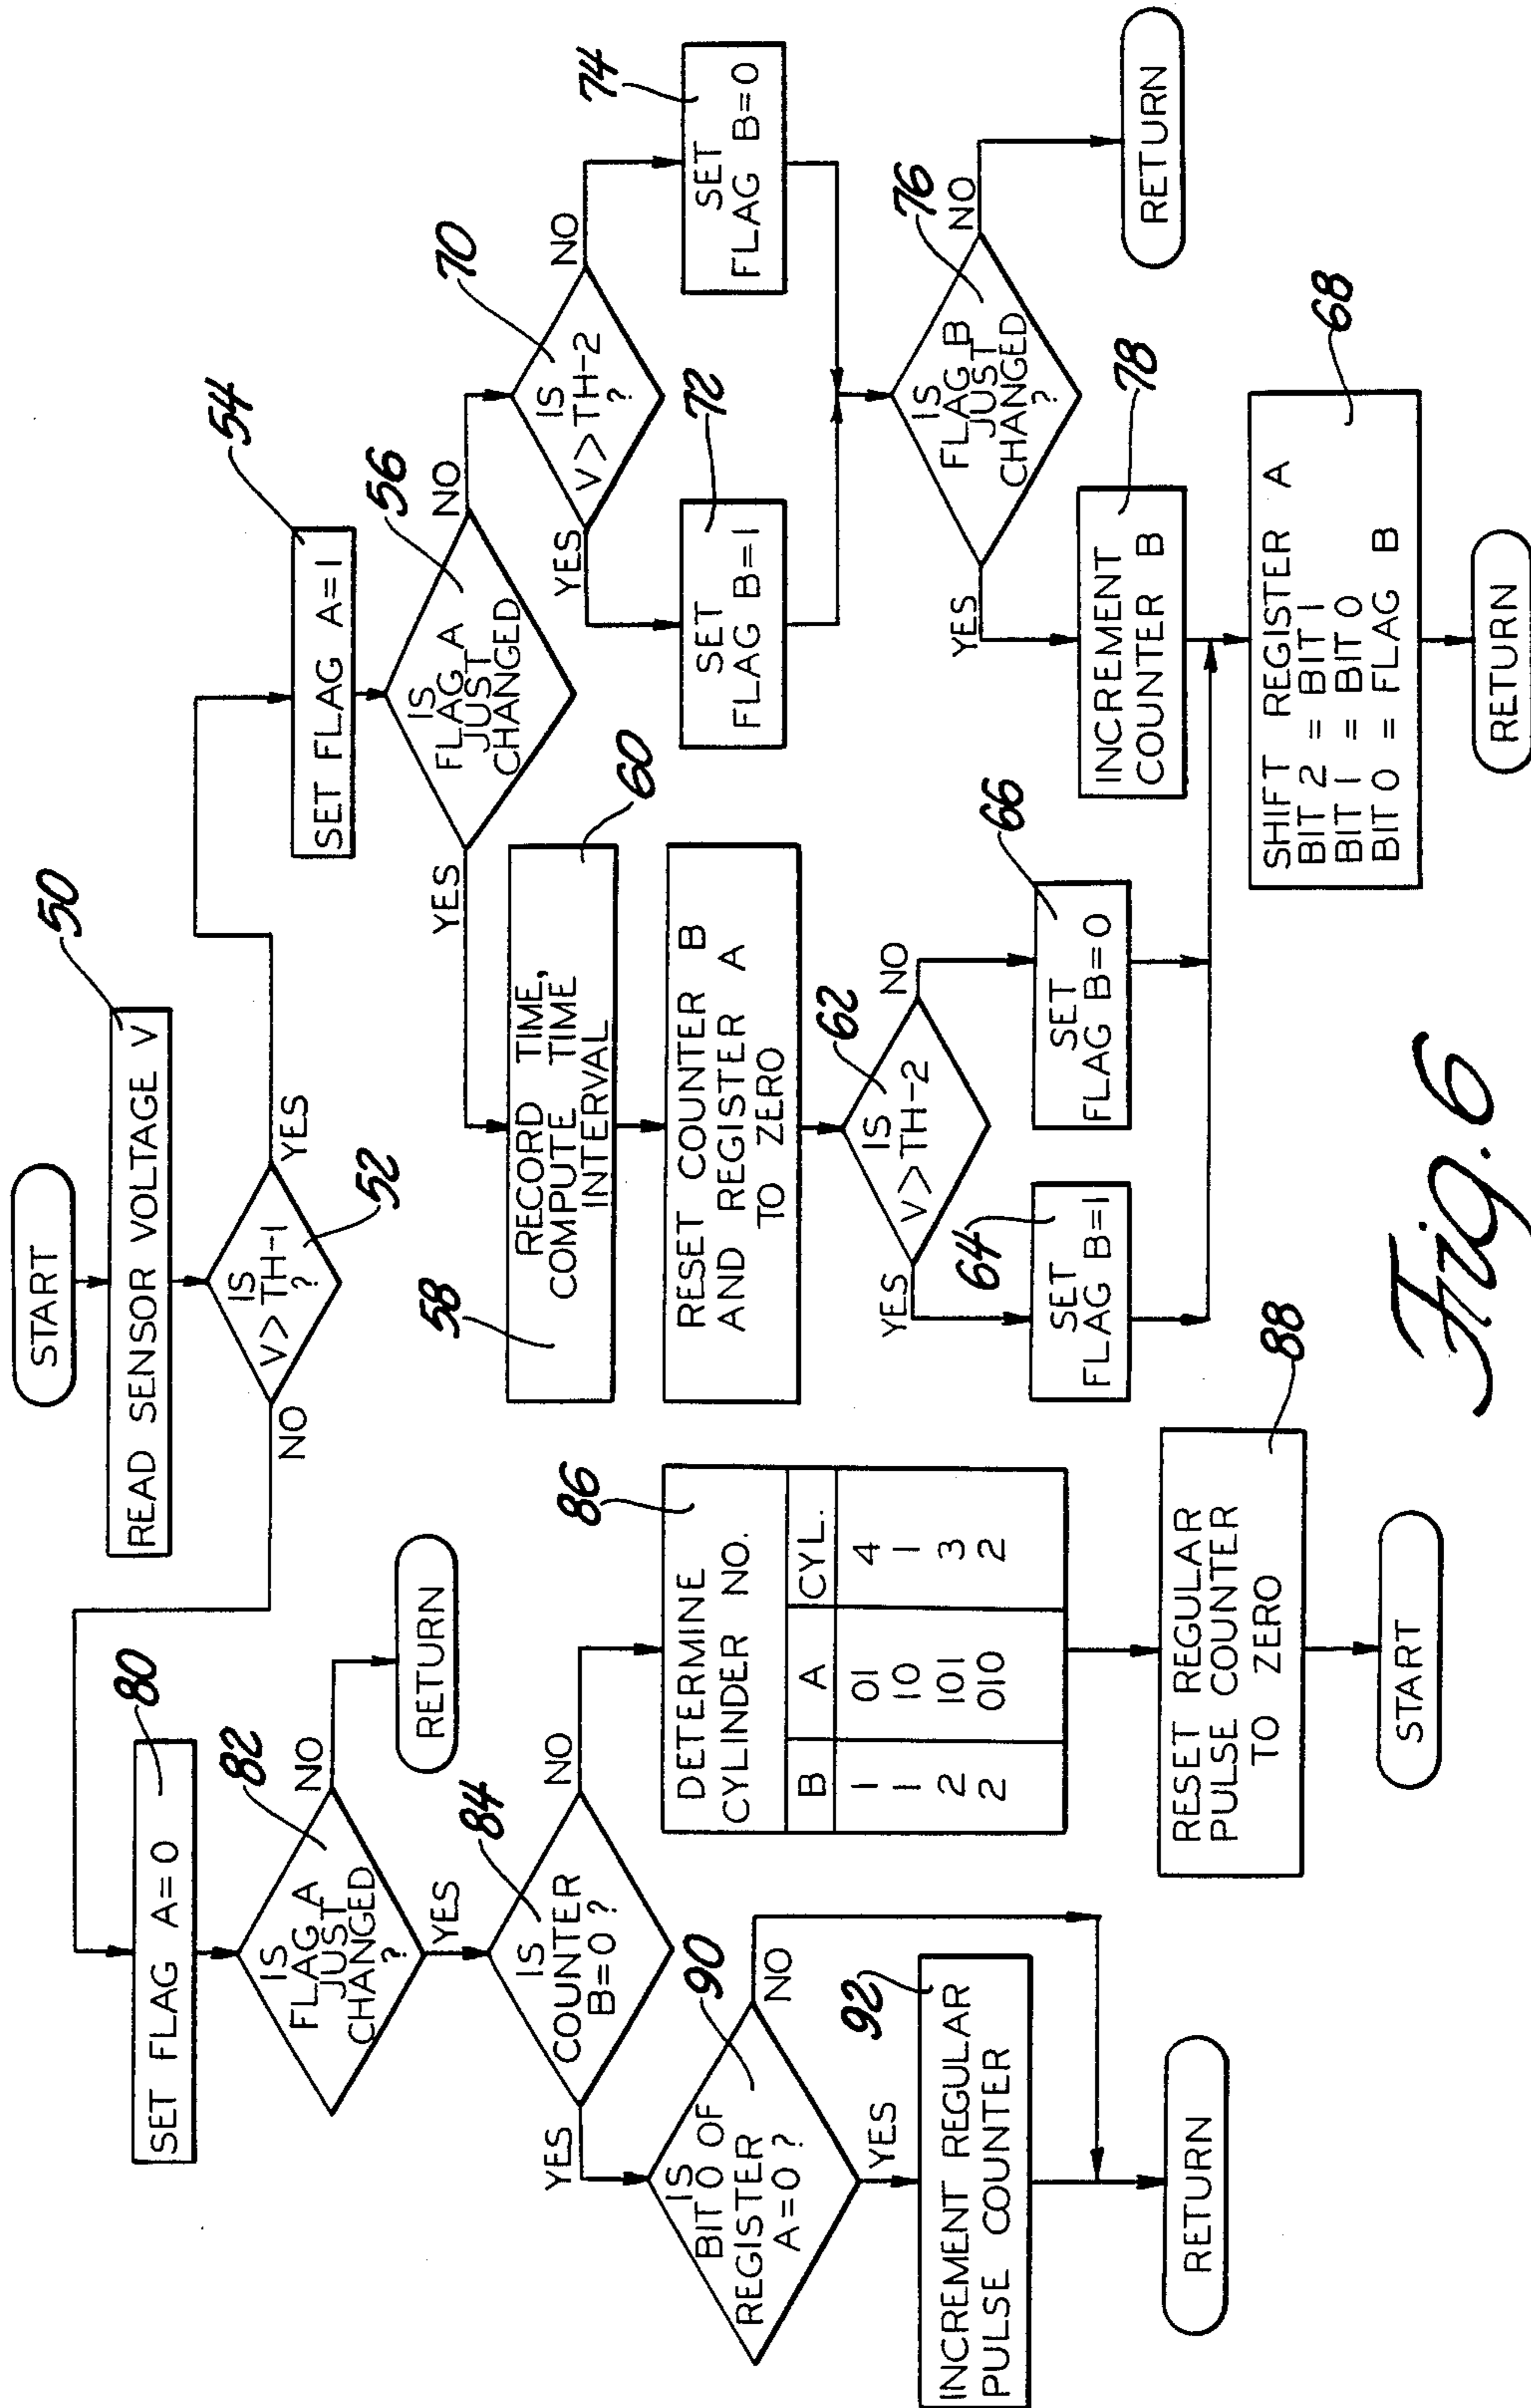 START
50
READ SENSOR VOLTAGE V
IS
V > TH-1
?
52
NO
YES
SET FLAG A=0
80
IS
FLAG A
JUST
CHANGED
?
82
NO
RETURN
YES
IS
COUNTER
B=0 ?
84
YES
NO
IS
BIT 0 OF
REGISTER
A=0 ?
90
NO
YES
92
INCREMENT REGULAR
PULSE COUNTER
RETURN
86
DETERMINE
CYLINDER NO.
B A CYL.
1 01 4
1 10 1
2 101 3
2 010 2
RESET REGULAR
PULSE COUNTER
TO ZERO
88
START
54
SET FLAG A=1
IS
FLAG A
JUST
CHANGED
?
56
YES
NO
58
RECORD TIME,
COMPUTE TIME
INTERVAL
60
RESET COUNTER B
AND REGISTER A
TO ZERO
IS
V > TH-2
?
62
YES
NO
64
SET
FLAG B=1
66
SET
FLAG B=0
IS
V > TH-2
?
70
YES
NO
72
SET
FLAG B=1
74
SET
FLAG B=0
IS
FLAG B
JUST
CHANGED
?
76
YES
NO
RETURN
INCREMENT
COUNTER B
78
SHIFT REGISTER A
BIT 2 = BIT 1
BIT 1 = BIT 0
BIT 0 = FLAG B
68
RETURN
Fig. 6